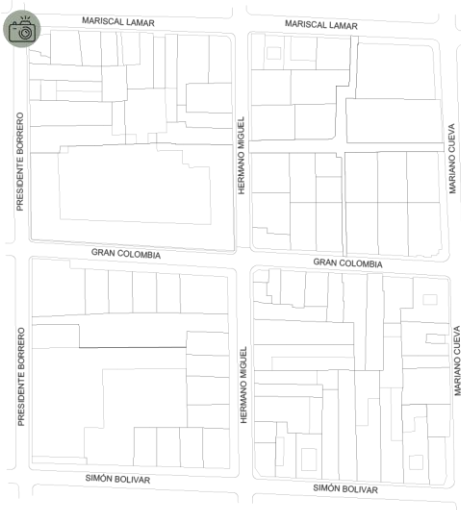 MARISCAL LAMAR
MARISCAL LAMAR
PRESIDENTE BORRERO
HERMANO MIGUEL
MARIANO CUEVA
GRAN COLOMBIA
GRAN COLOMBIA
PRESIDENTE BORRERO
HERMANO MIGUEL
MARIANO CUEVA
SIMÓN BOLIVAR
SIMÓN BOLIVAR